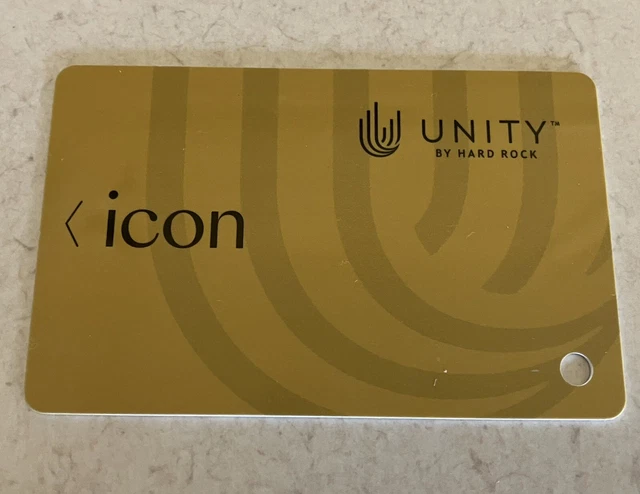 UNITY™
BY HARD ROCK
< icon